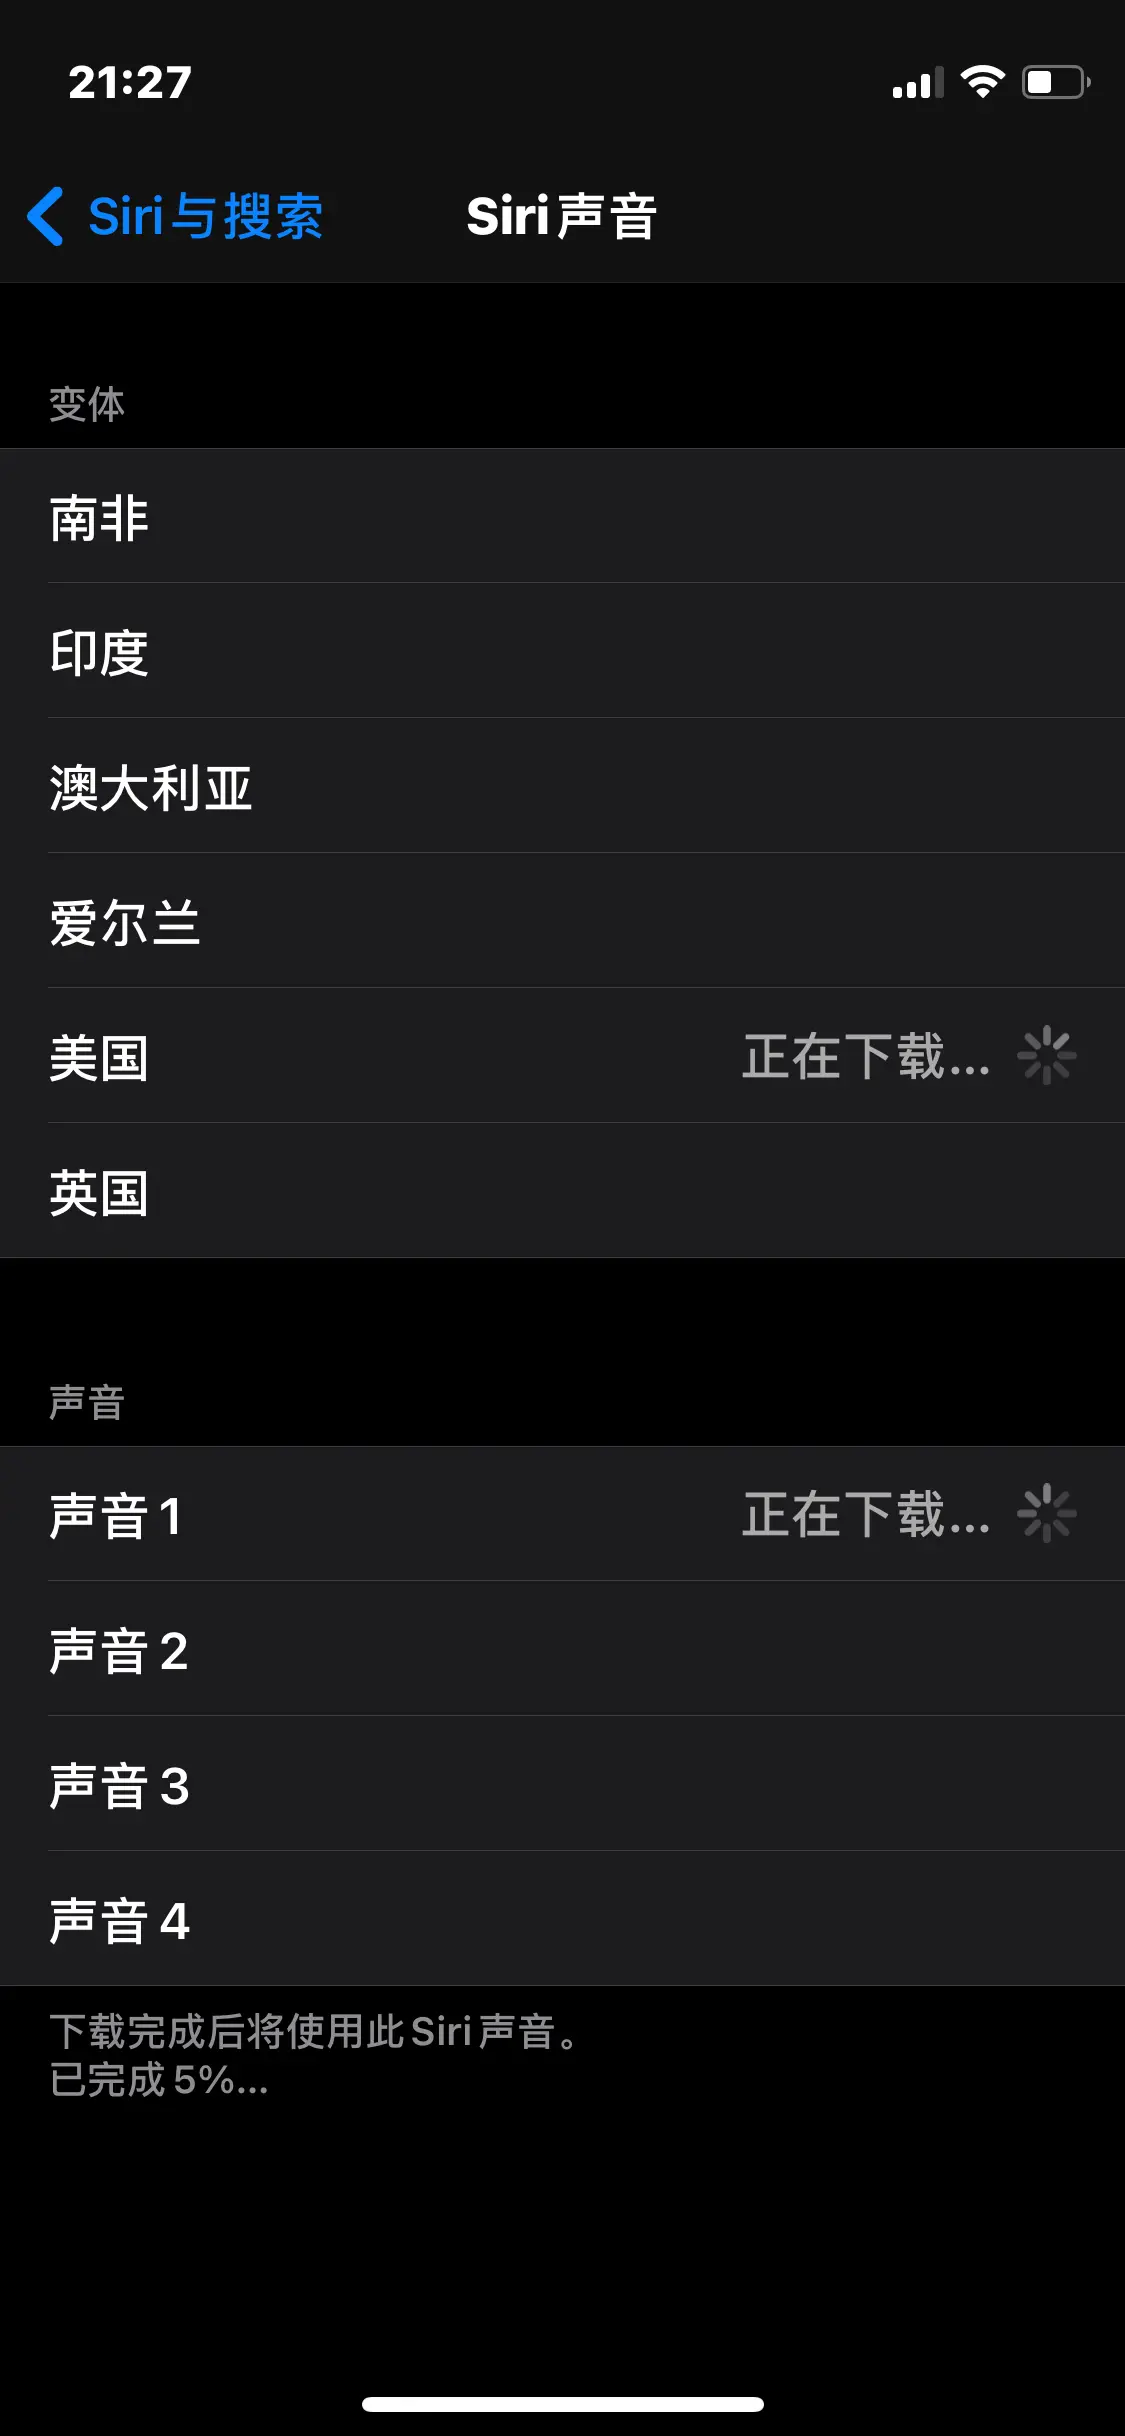 21:27
Siri与搜索
Siri声音
变体
南非
印度
澳大利亚
爱尔兰
美国 正在下载...
英国
声音
声音 1 正在下载...
声音 2
声音 3
声音 4
下载完成后将使用此Siri声音。
已完成 5%...